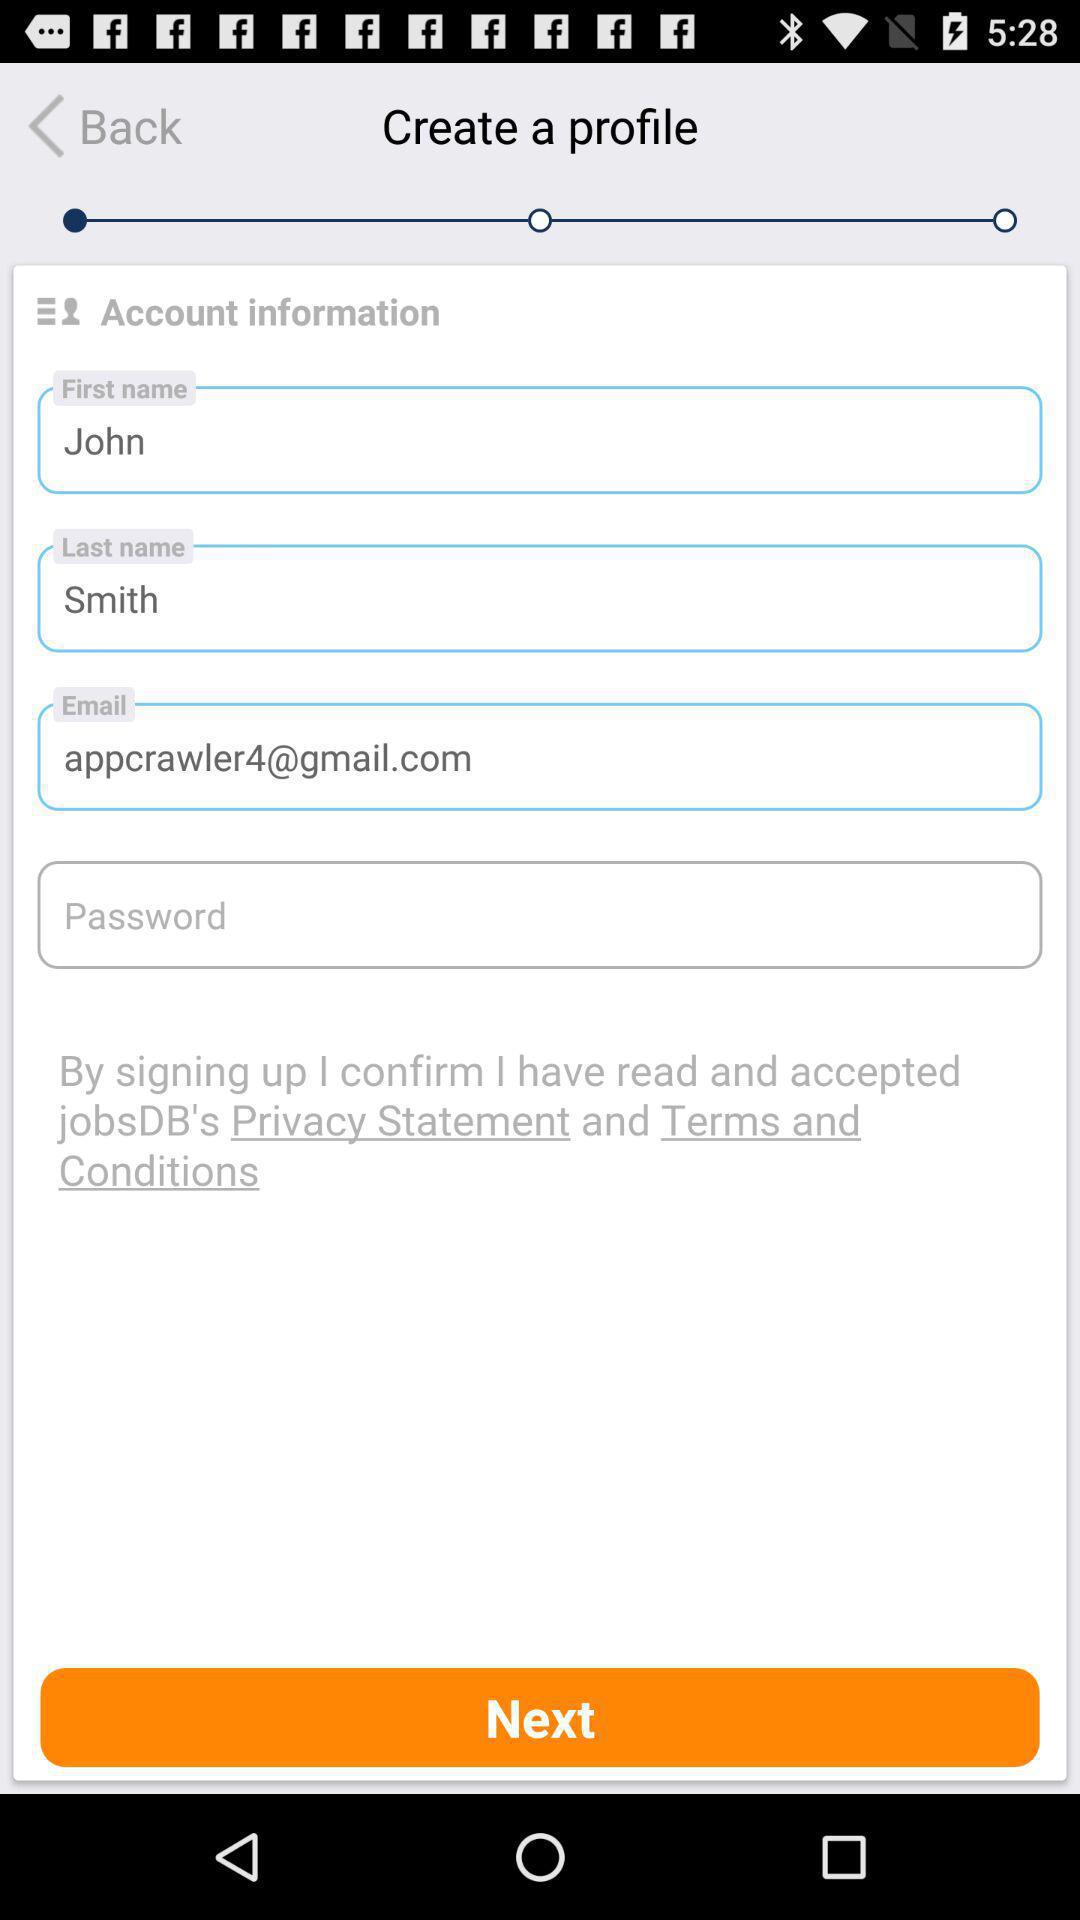 5:28
Back
Create a profile
Account information
First name
John
Last name
Smith
Email
appcrawler4@gmail.com
Password
By signing up I confirm I have read and accepted
jobsDB's Privacy Statement and Terms and
Conditions
Next